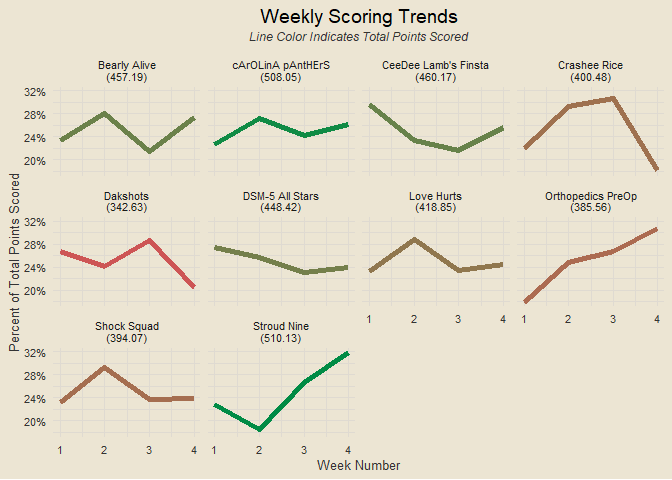 Weekly Scoring Trends
Line Color Indicates Total Points Scored
Bearly Alive
(457.19)
cArOLinA pAntHErS
(508.05)
CeeDee Lamb's Finsta
(460.17)
Crashee Rice
(400.48)
32%
28%
24%
20%
Dakshots
(342.63)
DSM-5 All Stars
(448.42)
Love Hurts
(418.85)
Orthopedics PreOp
(385.56)
32%
28%
24%
20%
1 2 3 4
1 2 3 4
Shock Squad
(394.07)
Stroud Nine
(510.13)
32%
28%
24%
20%
1 2 3 4
1 2 3 4
Percent of Total Points Scored
Week Number